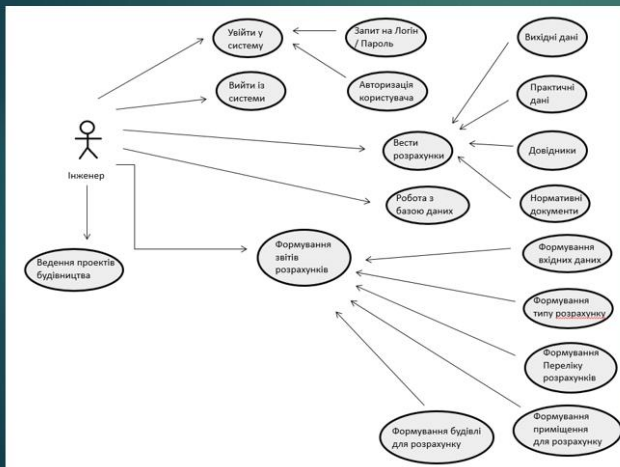 Увійти у
систему
Запит на Логін
/ Пароль
Вихідні дані
Вийти із
системи
Авторизація
користувача
Практичні
дані
Інженер
Вести
розрахунки
Довідники
Робота з
базою даних
Нормативні
документи
Ведення проектів
будівництва
Формування
звітів
розрахунків
Формування
вхідних даних
Формування
типу розрахунку
Формування
Переліку
розрахунків
Формування будівлі
для розрахунку
Формування
приміщення
для розрахунку